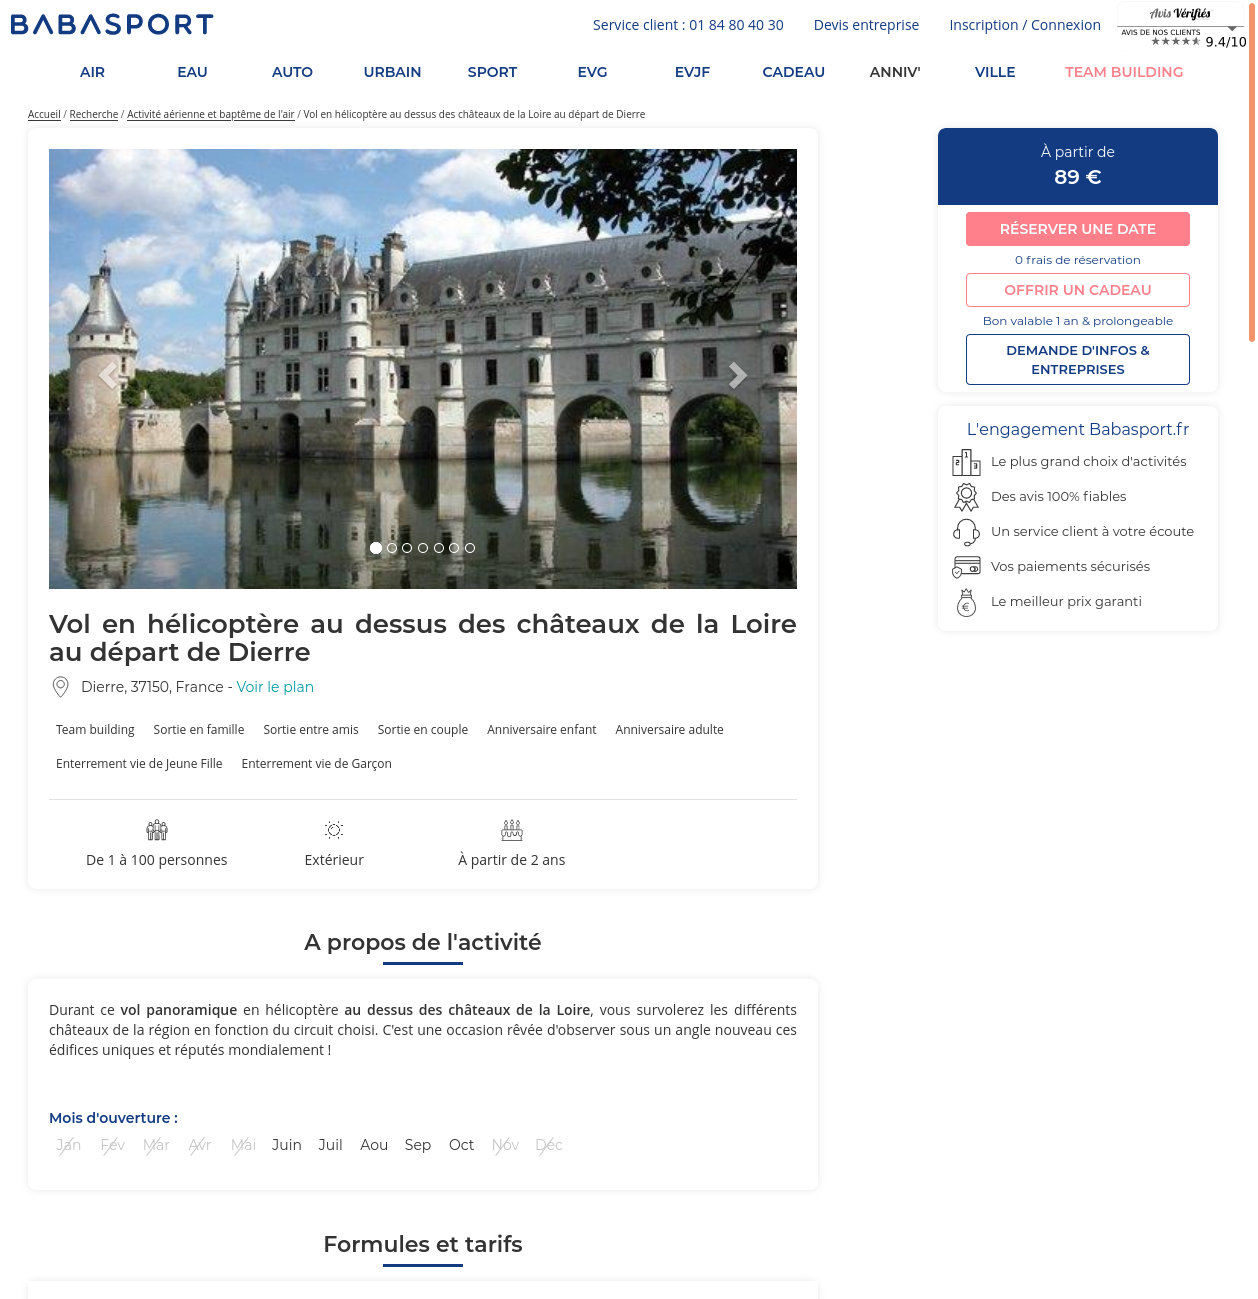 BABASPORT
Service client : 01 84 80 40 30
Devis entreprise
Inscription / Connexion
Avis Vérifiés
AVIS DE NOS CLIENTS
9.4/10
AIR
EAU
AUTO
URBAIN
SPORT
EVG
EVJF
CADEAU
ANNIV'
VILLE
TEAM BUILDING
Accueil / Recherche / Activité aérienne et baptême de l'air / Vol en hélicoptère au dessus des châteaux de la Loire au départ de Dierre
À partir de
89 €
RÉSERVER UNE DATE
0 frais de réservation
OFFRIR UN CADEAU
Bon valable 1 an & prolongeable
DEMANDE D'INFOS &
ENTREPRISES
L'engagement Babasport.fr
Le plus grand choix d'activités
Des avis 100% fiables
Un service client à votre écoute
Vos paiements sécurisés
Le meilleur prix garanti
Vol en hélicoptère au dessus des châteaux de la Loire
au départ de Dierre
Dierre, 37150, France - Voir le plan
Team building
Sortie en famille
Sortie entre amis
Sortie en couple
Anniversaire enfant
Anniversaire adulte
Enterrement vie de Jeune Fille
Enterrement vie de Garçon
De 1 à 100 personnes
Extérieur
À partir de 2 ans
A propos de l'activité
Durant ce vol panoramique en hélicoptère au dessus des châteaux de la Loire, vous survolerez les différents
châteaux de la région en fonction du circuit choisi. C'est une occasion rêvée d'observer sous un angle nouveau ces
édifices uniques et réputés mondialement !
Mois d'ouverture :
Jan Fév Mar Avr Mai Juin Juil Aou Sep Oct Nov Déc
Formules et tarifs